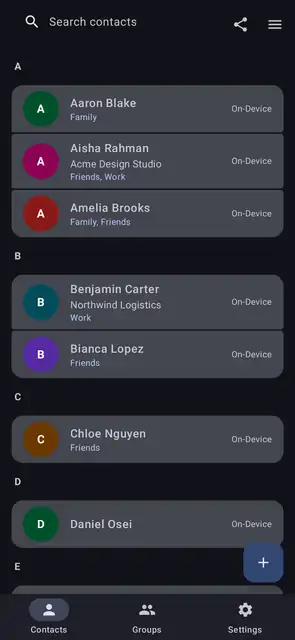 Search contacts
A
A
Aaron Blake
Family
On-Device
A
Aisha Rahman
Acme Design Studio
Friends, Work
On-Device
A
Amelia Brooks
Family, Friends
On-Device
B
B
Benjamin Carter
Northwind Logistics
Work
On-Device
B
Bianca Lopez
Friends
On-Device
C
C
Chloe Nguyen
Friends
On-Device
D
D
Daniel Osei
On-Device
E
Contacts
Groups
Settings